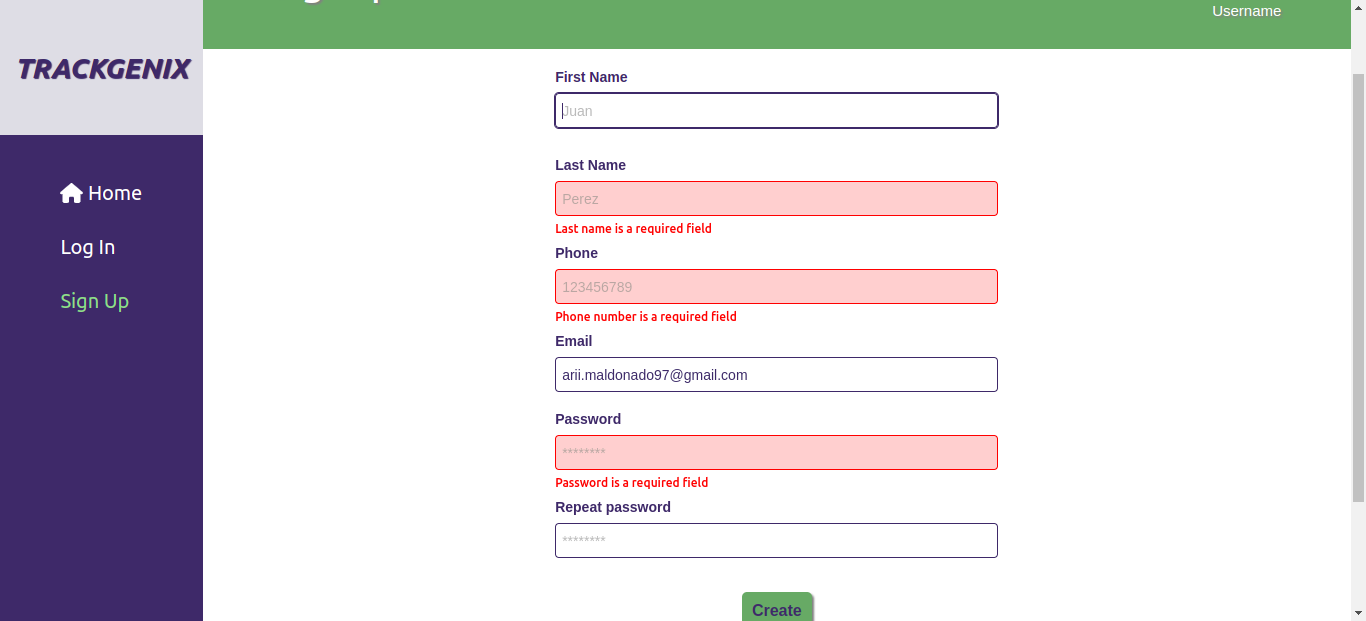 Username
TRACKGENIX
Home
Log In
Sign Up
First Name
Juan
Last Name
Perez
Last name is a required field
Phone
123456789
Phone number is a required field
Email
arii.maldonado97@gmail.com
Password
********
Password is a required field
Repeat password
********
Create